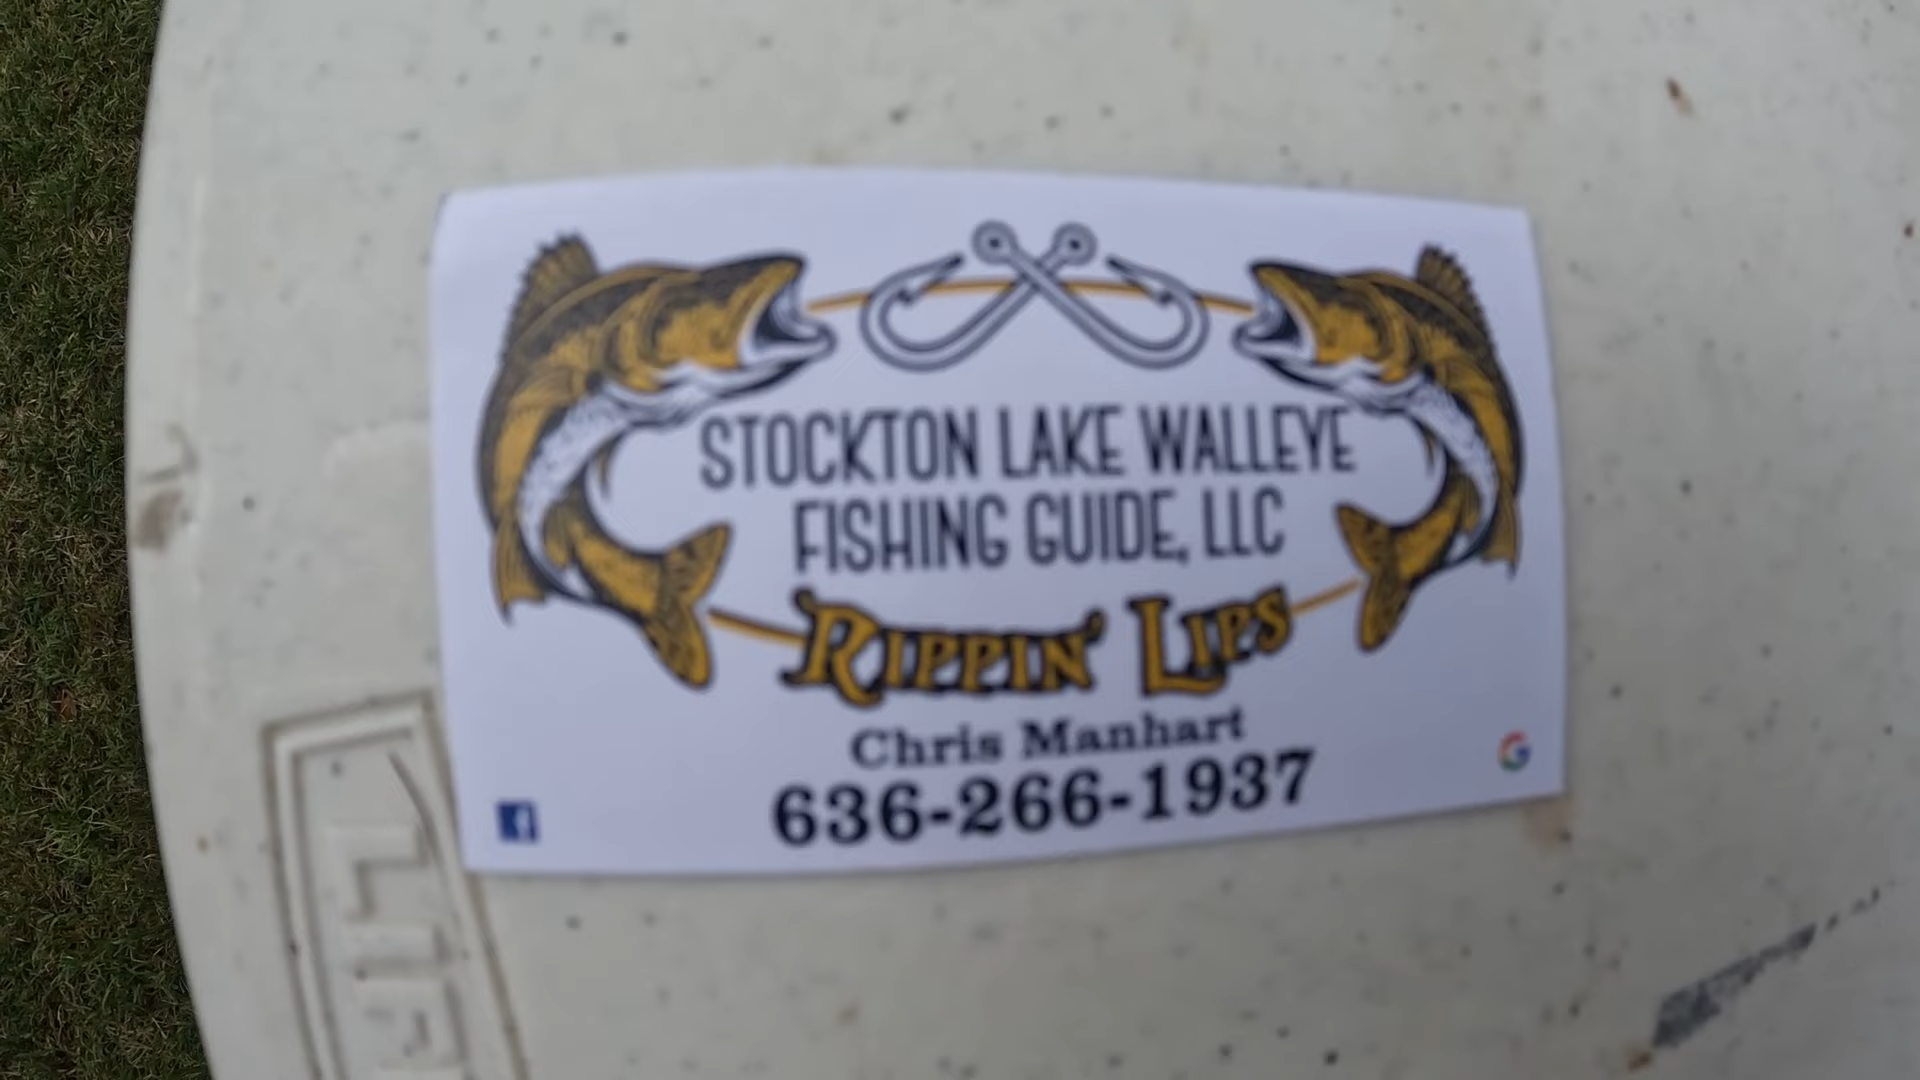 STOCKTON LAKE WALLEYE
FISHING GUIDE, LLC
RIPPIN' LIPS
Chris Manhart
636-266-1937